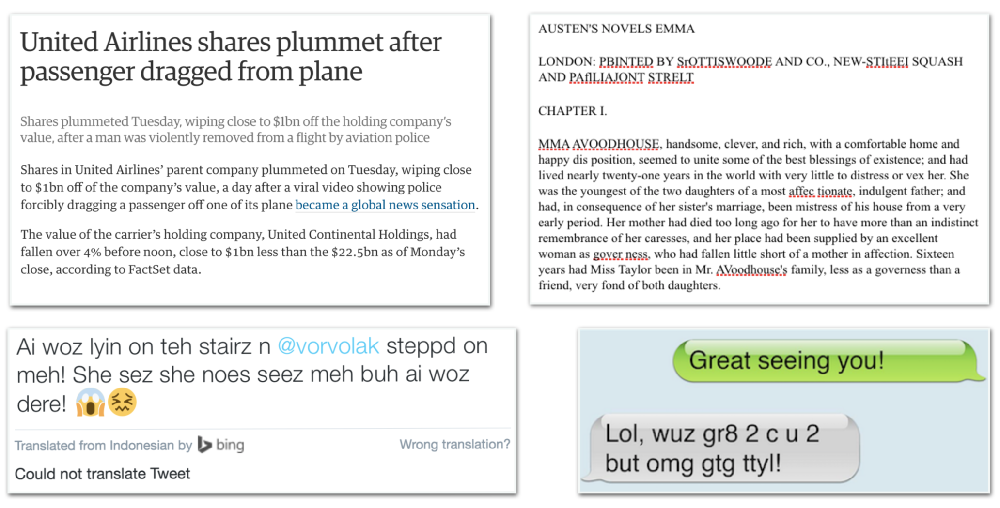 United Airlines shares plummet after
passenger dragged from plane
Shares plummeted Tuesday, wiping close to $1bn off the holding company’s
value, after a man was violently removed from a flight by aviation police
Shares in United Airlines’ parent company plummeted on Tuesday, wiping close
to $1bn off of the company’s value, a day after a viral video showing police
forcibly dragging a passenger off one of its plane became a global news sensation.
The value of the carrier’s holding company, United Continental Holdings, had
fallen over 4% before noon, close to $1bn less than the $22.5bn as of Monday’s
close, according to FactSet data.
AUSTEN'S NOVELS EMMA
LONDON: PBINTED BY SrOTTISWOODE AND CO., NEW-STItEEI SQUASH
AND PAflLIAJONT STRELT
CHAPTER I.
MMA AVOODHOUSE, handsome, clever, and rich, with a comfortable home and
happy dis position, seemed to unite some of the best blessings of existence; and had
lived nearly twenty-one years in the world with very little to distress or vex her. She
was the youngest of the two daughters of a most affec tionate, indulgent father; and
had, in consequence of her sister's marriage, been mistress of his house from a very
early period. Her mother had died too long ago for her to have more than an indistinct
remembrance of her caresses, and her place had been supplied by an excellent
woman as gover ness, who had fallen little short of a mother in affection. Sixteen
years had Miss Taylor been in Mr. AVoodhouse's family, less as a governess than a
friend, very fond of both daughters.
Ai woz lyin on teh stairz n @vorvolak steppd on
meh! She sez she noes seez meh buh ai woz
dere! 😱😖
Translated from Indonesian by bing Wrong translation?
Could not translate Tweet
Great seeing you!
Lol, wuz gr8 2 c u 2
but omg gtg ttyl!